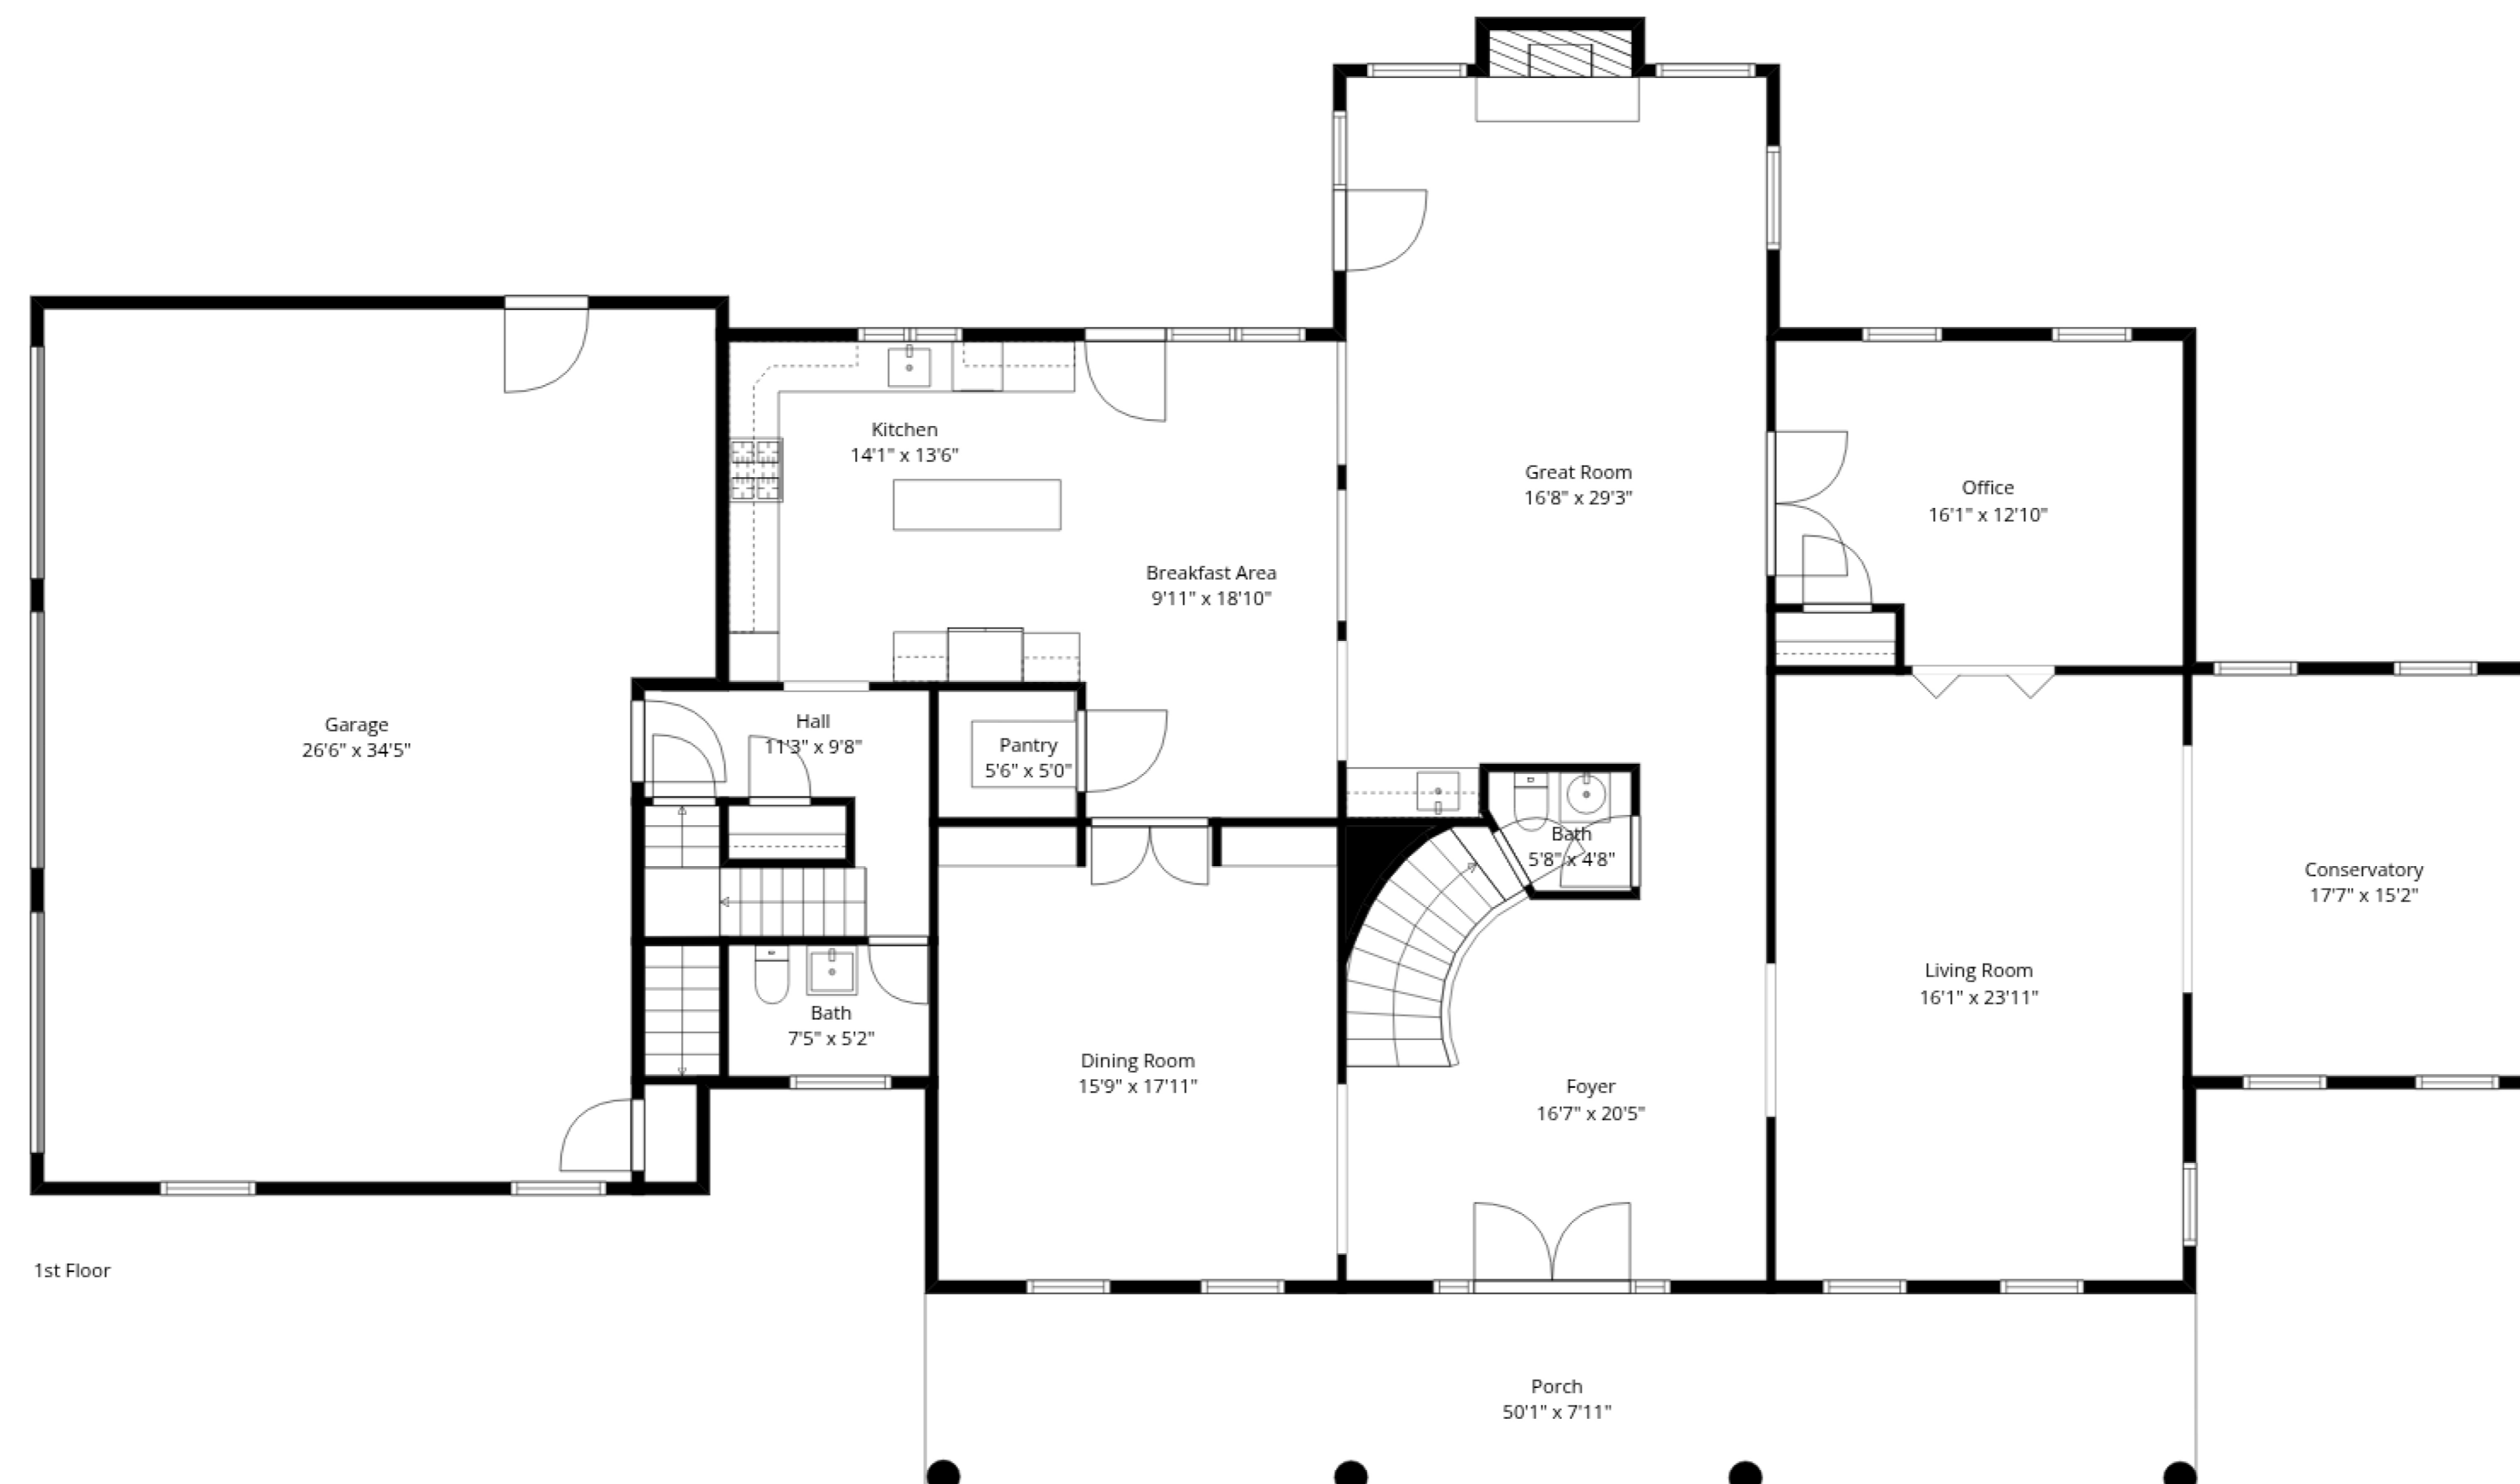 Kitchen
14'1" x 13'6"
Great Room
16'8" x 29'3"
Office
16'1" x 12'10"
Breakfast Area
9'11" x 18'10"
Garage
26'6" x 34'5"
Hall
11'3" x 9'8"
Pantry
5'6" x 5'0"
Bath
5'8" x 4'8"
Conservatory
17'7" x 15'2"
Living Room
16'1" x 23'11"
Bath
7'5" x 5'2"
Dining Room
15'9" x 17'11"
Foyer
16'7" x 20'5"
1st Floor
Porch
50'1" x 7'11"